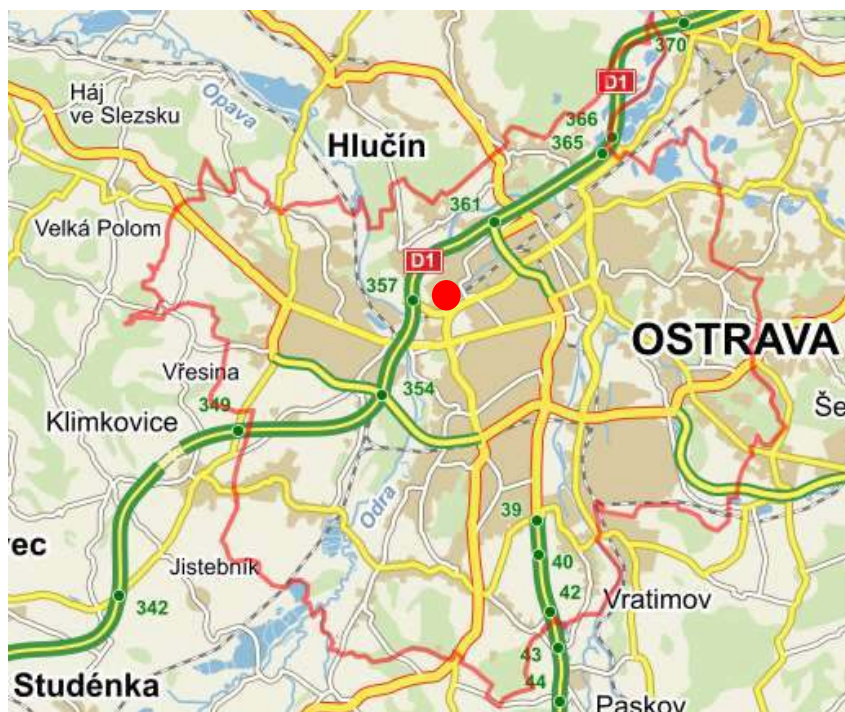 370
D1
Háj
ve Slezsku
Opava
366
Hlučín
365
361
Velká Polom
D1
357
OSTRAVA
Vřesina
354
349
Klimkovice
Še
Odra
39
vec
40
Jistebník
342
42
Vratimov
43
Studénka
44
Paskov